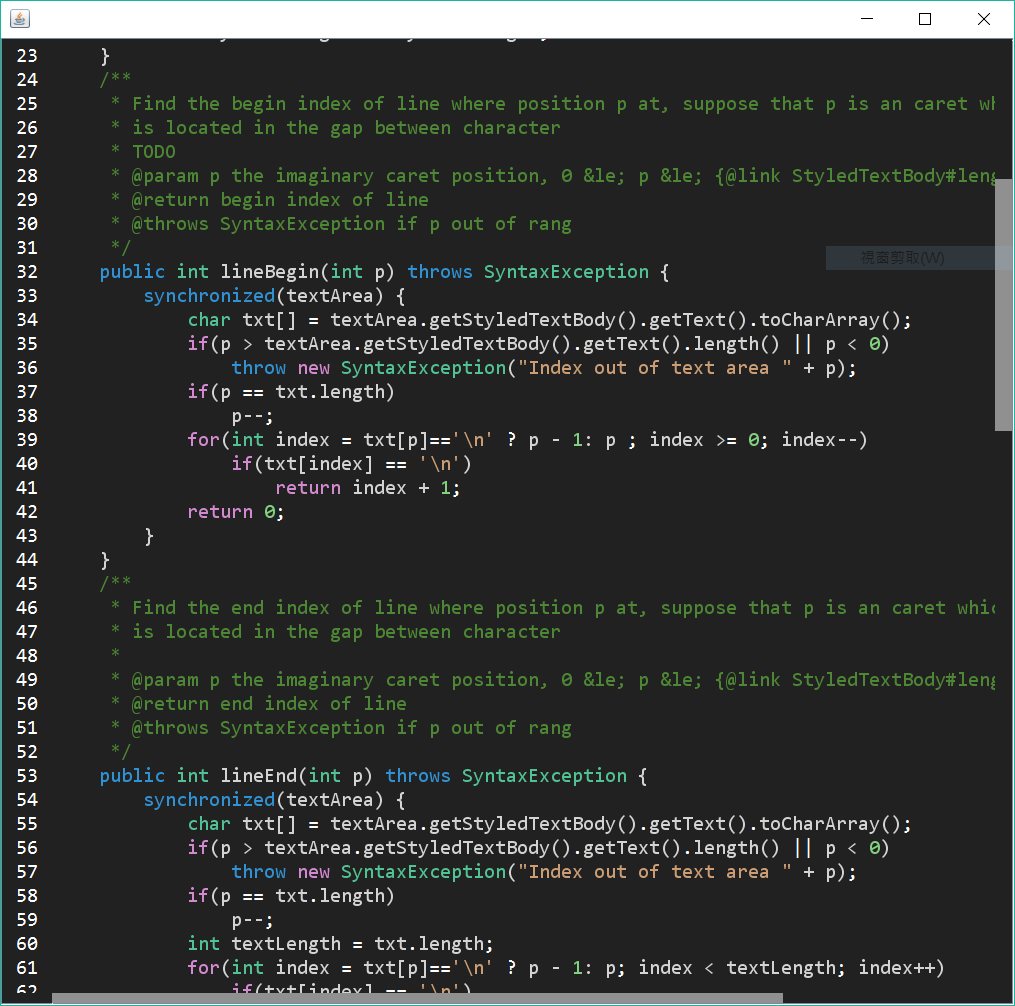 23     }
24     /**
25      * Find the begin index of line where position p at, suppose that p is an caret
26      * is located in the gap between character
27      * TODO
28      * @param p the imaginary caret position, 0 &le; p &le; {@link StyledTextBody#leng
29      * @return begin index of line
30      * @throws SyntaxException if p out of rang
31      */
視窗剪取(W)
32     public int lineBegin(int p) throws SyntaxException {
33         synchronized(textArea) {
34             char txt[] = textArea.getStyledTextBody().getText().toCharArray();
35             if(p > textArea.getStyledTextBody().getText().length() || p < 0)
36                 throw new SyntaxException("Index out of text area " + p);
37             if(p == txt.length)
38                 p--;
39             for(int index = txt[p]=='\n' ? p - 1: p ; index >= 0; index--)
40                 if(txt[index] == '\n')
41                     return index + 1;
42             return 0;
43         }
44     }
45     /**
46      * Find the end index of line where position p at, suppose that p is an caret whic
47      * is located in the gap between character
48      *
49      * @param p the imaginary caret position, 0 &le; p &le; {@link StyledTextBody#leng
50      * @return end index of line
51      * @throws SyntaxException if p out of rang
52      */
53     public int lineEnd(int p) throws SyntaxException {
54         synchronized(textArea) {
55             char txt[] = textArea.getStyledTextBody().getText().toCharArray();
56             if(p > textArea.getStyledTextBody().getText().length() || p < 0)
57                 throw new SyntaxException("Index out of text area " + p);
58             if(p == txt.length)
59                 p--;
60             int textLength = txt.length;
61             for(int index = txt[p]=='\n' ? p - 1: p; index < textLength; index++)
62                 if(txt[index] == '\n')